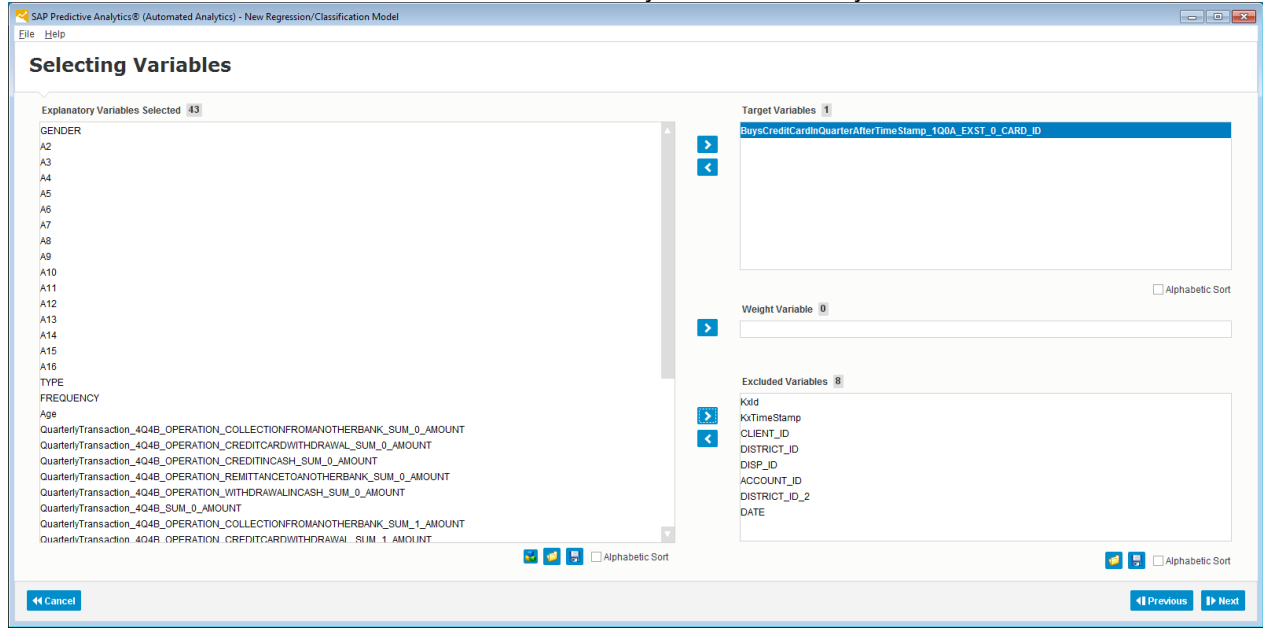 SAP Predictive Analytics® (Automated Analytics) - New Regression/Classification Model
File Help
Selecting Variables
Explanatory Variables Selected 43
GENDER
A2
A3
A4
A5
A6
A7
A8
A9
A10
A11
A12
A13
A14
A15
A16
TYPE
FREQUENCY
Age
QuarterlyTransaction_4Q4B_OPERATION_COLLECTIONFROMANOTHERBANK_SUM_0_AMOUNT
QuarterlyTransaction_4Q4B_OPERATION_CREDITCARDWITHDRAWAL_SUM_0_AMOUNT
QuarterlyTransaction_4Q4B_OPERATION_CREDITINCASH_SUM_0_AMOUNT
QuarterlyTransaction_4Q4B_OPERATION_REMITTANCETOANOTHERBANK_SUM_0_AMOUNT
QuarterlyTransaction_4Q4B_OPERATION_WITHDRAWALINCASH_SUM_0_AMOUNT
QuarterlyTransaction_4Q4B_SUM_0_AMOUNT
QuarterlyTransaction_4Q4B_OPERATION_COLLECTIONFROMANOTHERBANK_SUM_1_AMOUNT
QuarterlyTransaction_4Q4B_OPERATION_CREDITCARDWITHDRAWAL_SUM_1_AMOUNT
Alphabetic Sort
Target Variables 1
BuysCreditCardInQuarterAfterTimeStamp_1Q0A_EXST_0_CARD_ID
Alphabetic Sort
Weight Variable 0
Excluded Variables 8
KxId
KxTimeStamp
CLIENT_ID
DISTRICT_ID
DISP_ID
ACCOUNT_ID
DISTRICT_ID_2
DATE
Alphabetic Sort
Cancel
Previous
Next